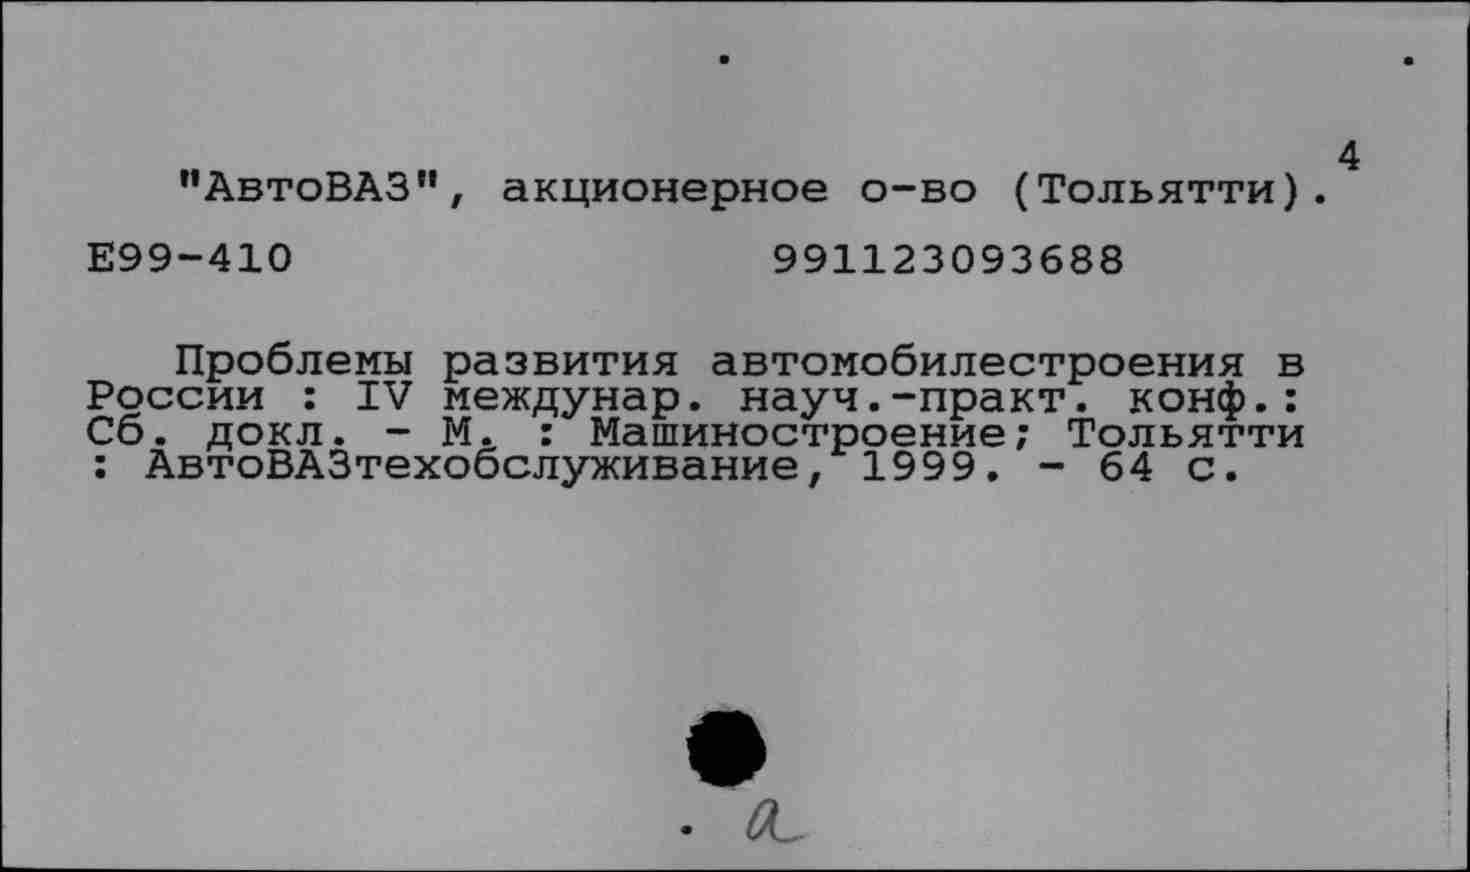 4
"АвтоВАЗ", акционерное о-во (Тольятти).
Е99-410 991123093688
Проблемы развития автомобилестроения в
России : IV междунар. науч.-практ. конф.:
Сб. докл. - М. : Машиностроение; Тольятти
: АвтоВАЗтехобслуживание, 1999. - 64 с.
а